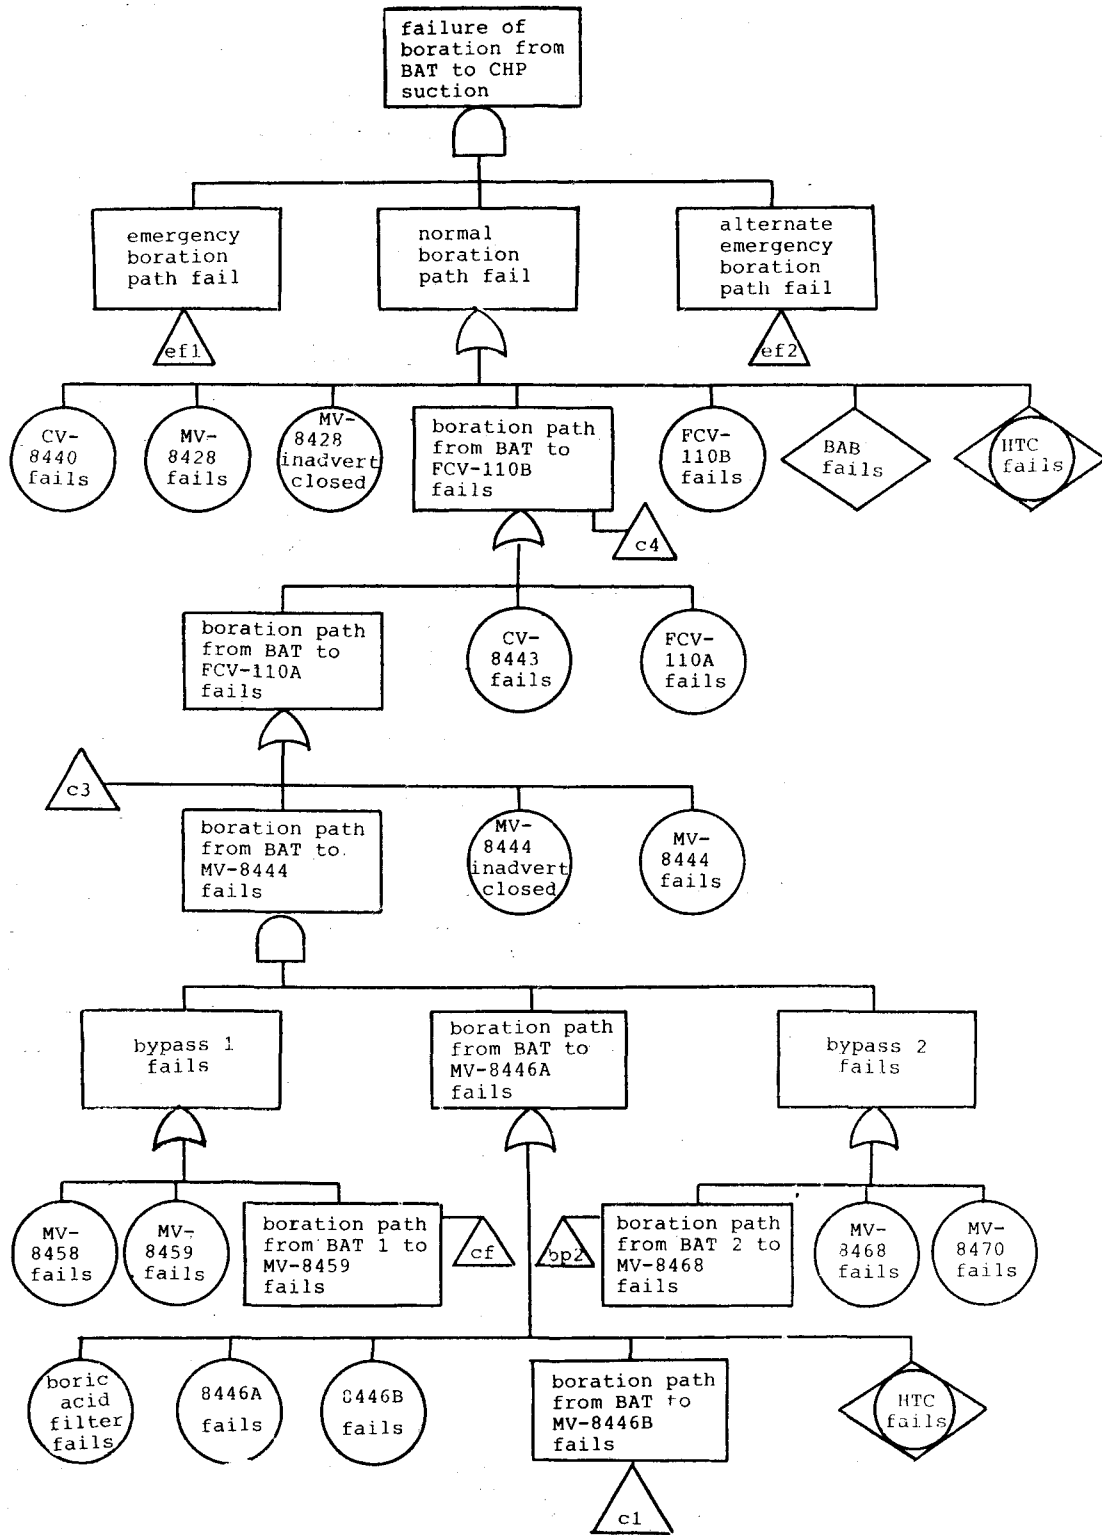 failure of
boration from
BAT to CHP
suction
emergency
boration
path fail
normal
boration
path fail
alternate
emergency
boration
path fail
ef1
ef2
CV-
8440
fails
MV-
8428
fails
MV-
8428
inadvert
closed
boration path
from BAT to
FCV-110B
fails
FCV-
110B
fails
BAB
fails
HTC
fails
c4
boration path
from BAT to
FCV-110A
fails
CV-
8443
fails
FCV-
110A
fails
c3
boration path
from BAT to
MV-8444
fails
MV-
8444
inadvert
closed
MV-
8444
fails
bypass 1
fails
boration path
from BAT to
MV-8446A
fails
bypass 2
fails
MV-
8458
fails
MV-
8459
fails
boration path
from BAT 1 to
MV-8459
fails
cf
bp2
boration path
from BAT 2 to
MV-8468
fails
MV-
8468
fails
MV-
8470
fails
boric
acid
filter
fails
8446A
fails
8446B
fails
boration path
from BAT to
MV-8446B
fails
HTC
fails
c1